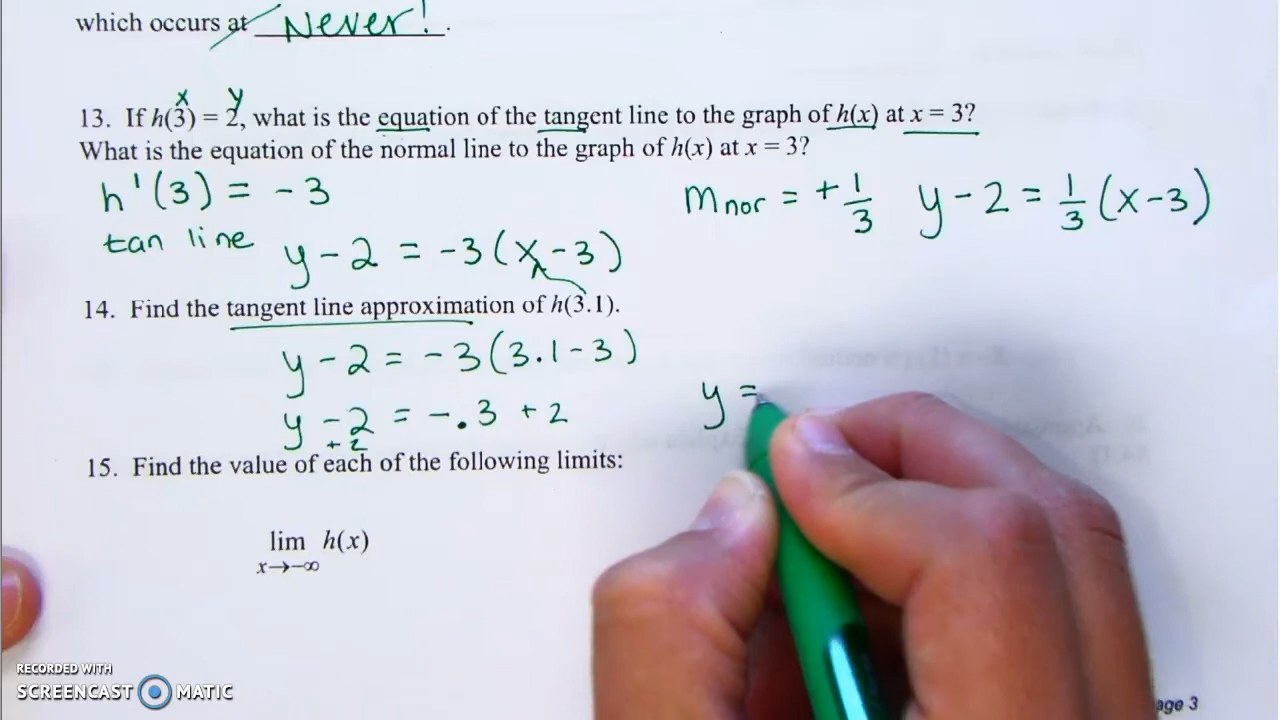 which occurs at Never!.
x y
13. If h(3) = 2, what is the equation of the tangent line to the graph of h(x) at x = 3?
What is the equation of the normal line to the graph of h(x) at x = 3?
h'(3) = -3
m nor = + 1/3 y - 2 = 1/3 (x - 3)
tan line y - 2 = -3(x - 3)
14. Find the tangent line approximation of h(3.1).
y - 2 = -3(3.1 - 3)
y - 2 = -.3 + 2
+ 2
y =
15. Find the value of each of the following limits:
lim h(x)
x→-∞
RECORDED WITH
SCREENCAST MATIC
age 3